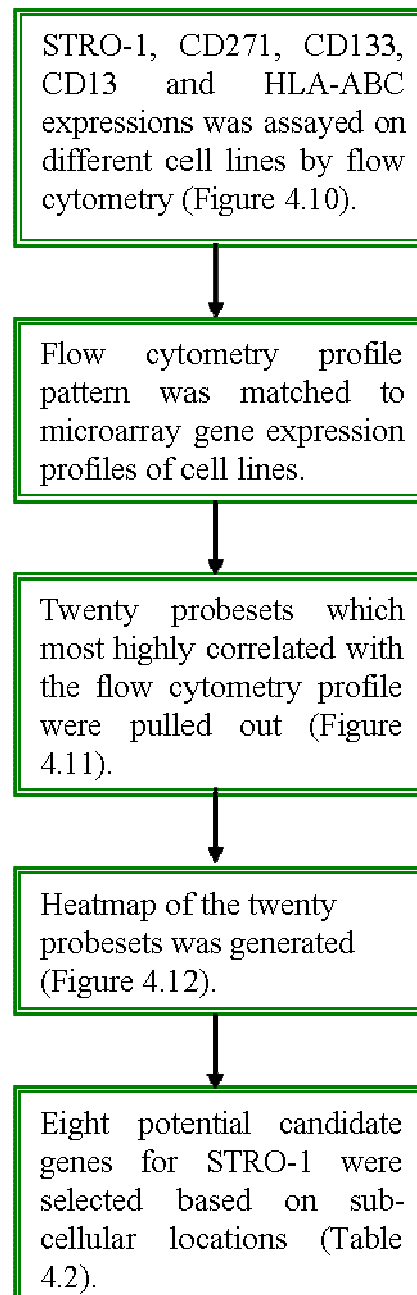 STRO-1, CD271, CD133,
CD13 and HLA-ABC
expressions was assayed on
different cell lines by flow
cytometry (Figure 4.10).
Flow cytometry profile
pattern was matched to
microarray gene expression
profiles of cell lines.
Twenty probesets which
most highly correlated with
the flow cytometry profile
were pulled out (Figure
4.11).
Heatmap of the twenty
probesets was generated
(Figure 4.12).
Eight potential candidate
genes for STRO-1 were
selected based on sub-
cellular locations (Table
4.2).